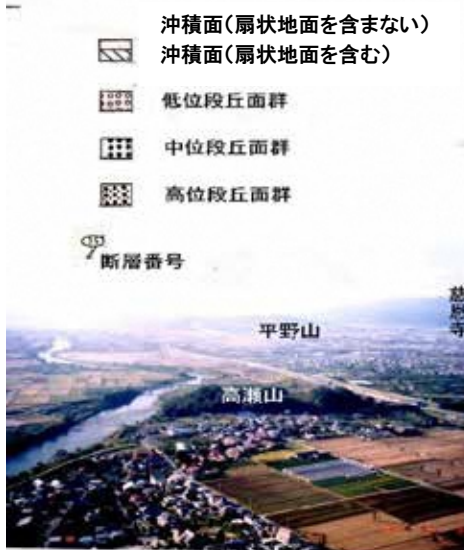 沖積面(扇状地面を含まない)
沖積面(扇状地面を含む)
低位段丘面群
中位段丘面群
高位段丘面群
断層番号
慈恩寺
平野山
高瀬山